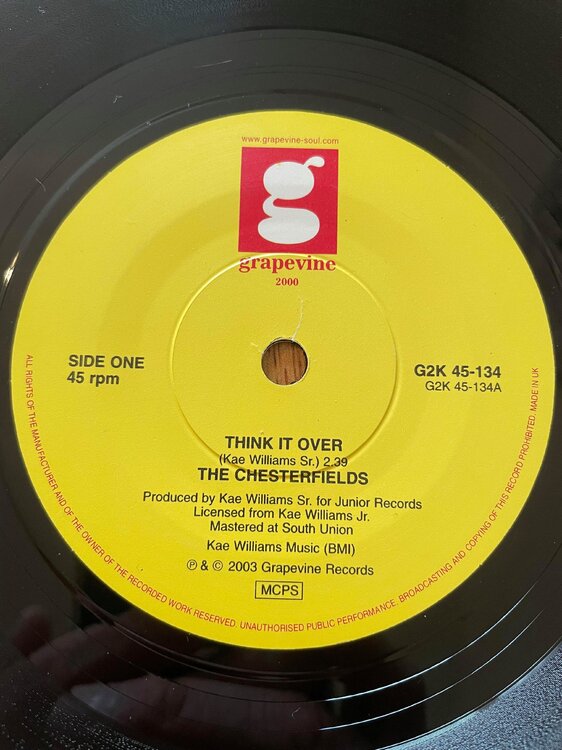 www.grapevine-soul.com
g
grapevine
2000
SIDE ONE
45 rpm
G2K 45-134
G2K 45-134A
THINK IT OVER
(Kae Williams Sr.) 2.39
THE CHESTERFIELDS
Produced by Kae Williams Sr. for Junior Records
Licensed from Kae Williams Jr.
Mastered at South Union
Kae Williams Music (BMI)
℗ & © 2003 Grapevine Records
MCPS
ALL RIGHTS OF THE MANUFACTURER AND OF THE OWNER OF THE RECORDED WORK RESERVED. UNAUTHORISED PUBLIC PERFORMANCE. BROADCASTING AND COPYING OF THIS RECORD PROHIBITED. MADE IN UK